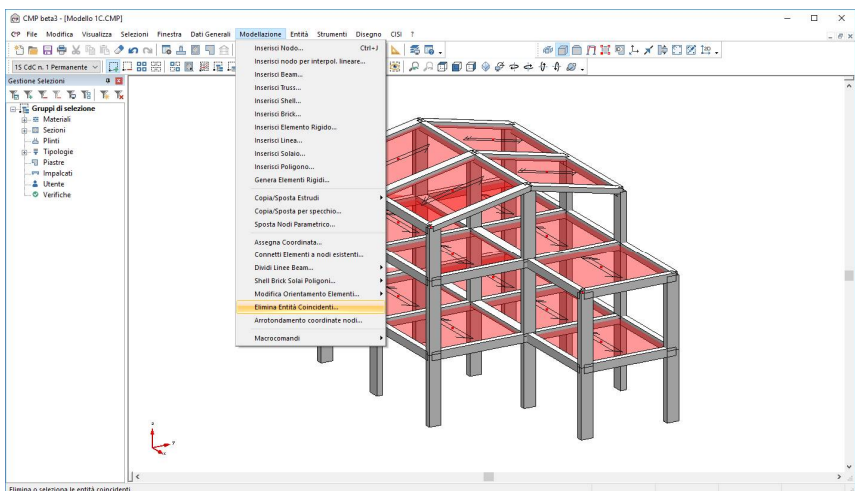 CMP beta3 - [Modello 1C.CMP]
File Modifica Visualizza Selezioni Finestra Dati Generali Modellazione Entità Strumenti Disegno CISI ?
15 CdC n. 1 Permanente
Gestione Selezioni
Gruppi di selezione
Materiali
Sezioni
Plinti
Tipologie
Piastre
Impalcati
Utente
Verifiche
Inserisci Nodo... Ctrl+J
Inserisci nodo per interpol. lineare...
Inserisci Beam...
Inserisci Truss...
Inserisci Shell...
Inserisci Brick...
Inserisci Elemento Rigido...
Inserisci Linea...
Inserisci Solaio...
Inserisci Poligono...
Genera Elementi Rigidi...
Copia/Sposta Estrudi
Copia/Sposta per specchio...
Sposta Nodi Parametrico...
Assegna Coordinata...
Connetti Elementi a nodi esistenti...
Dividi Linee Beam...
Shell Brick Solai Poligoni...
Modifica Orientamento Elementi...
Elimina Entità Coincidenti...
Arrotondamento coordinate nodi...
Macrocomandi
Elimina o seleziona le entità coincidenti